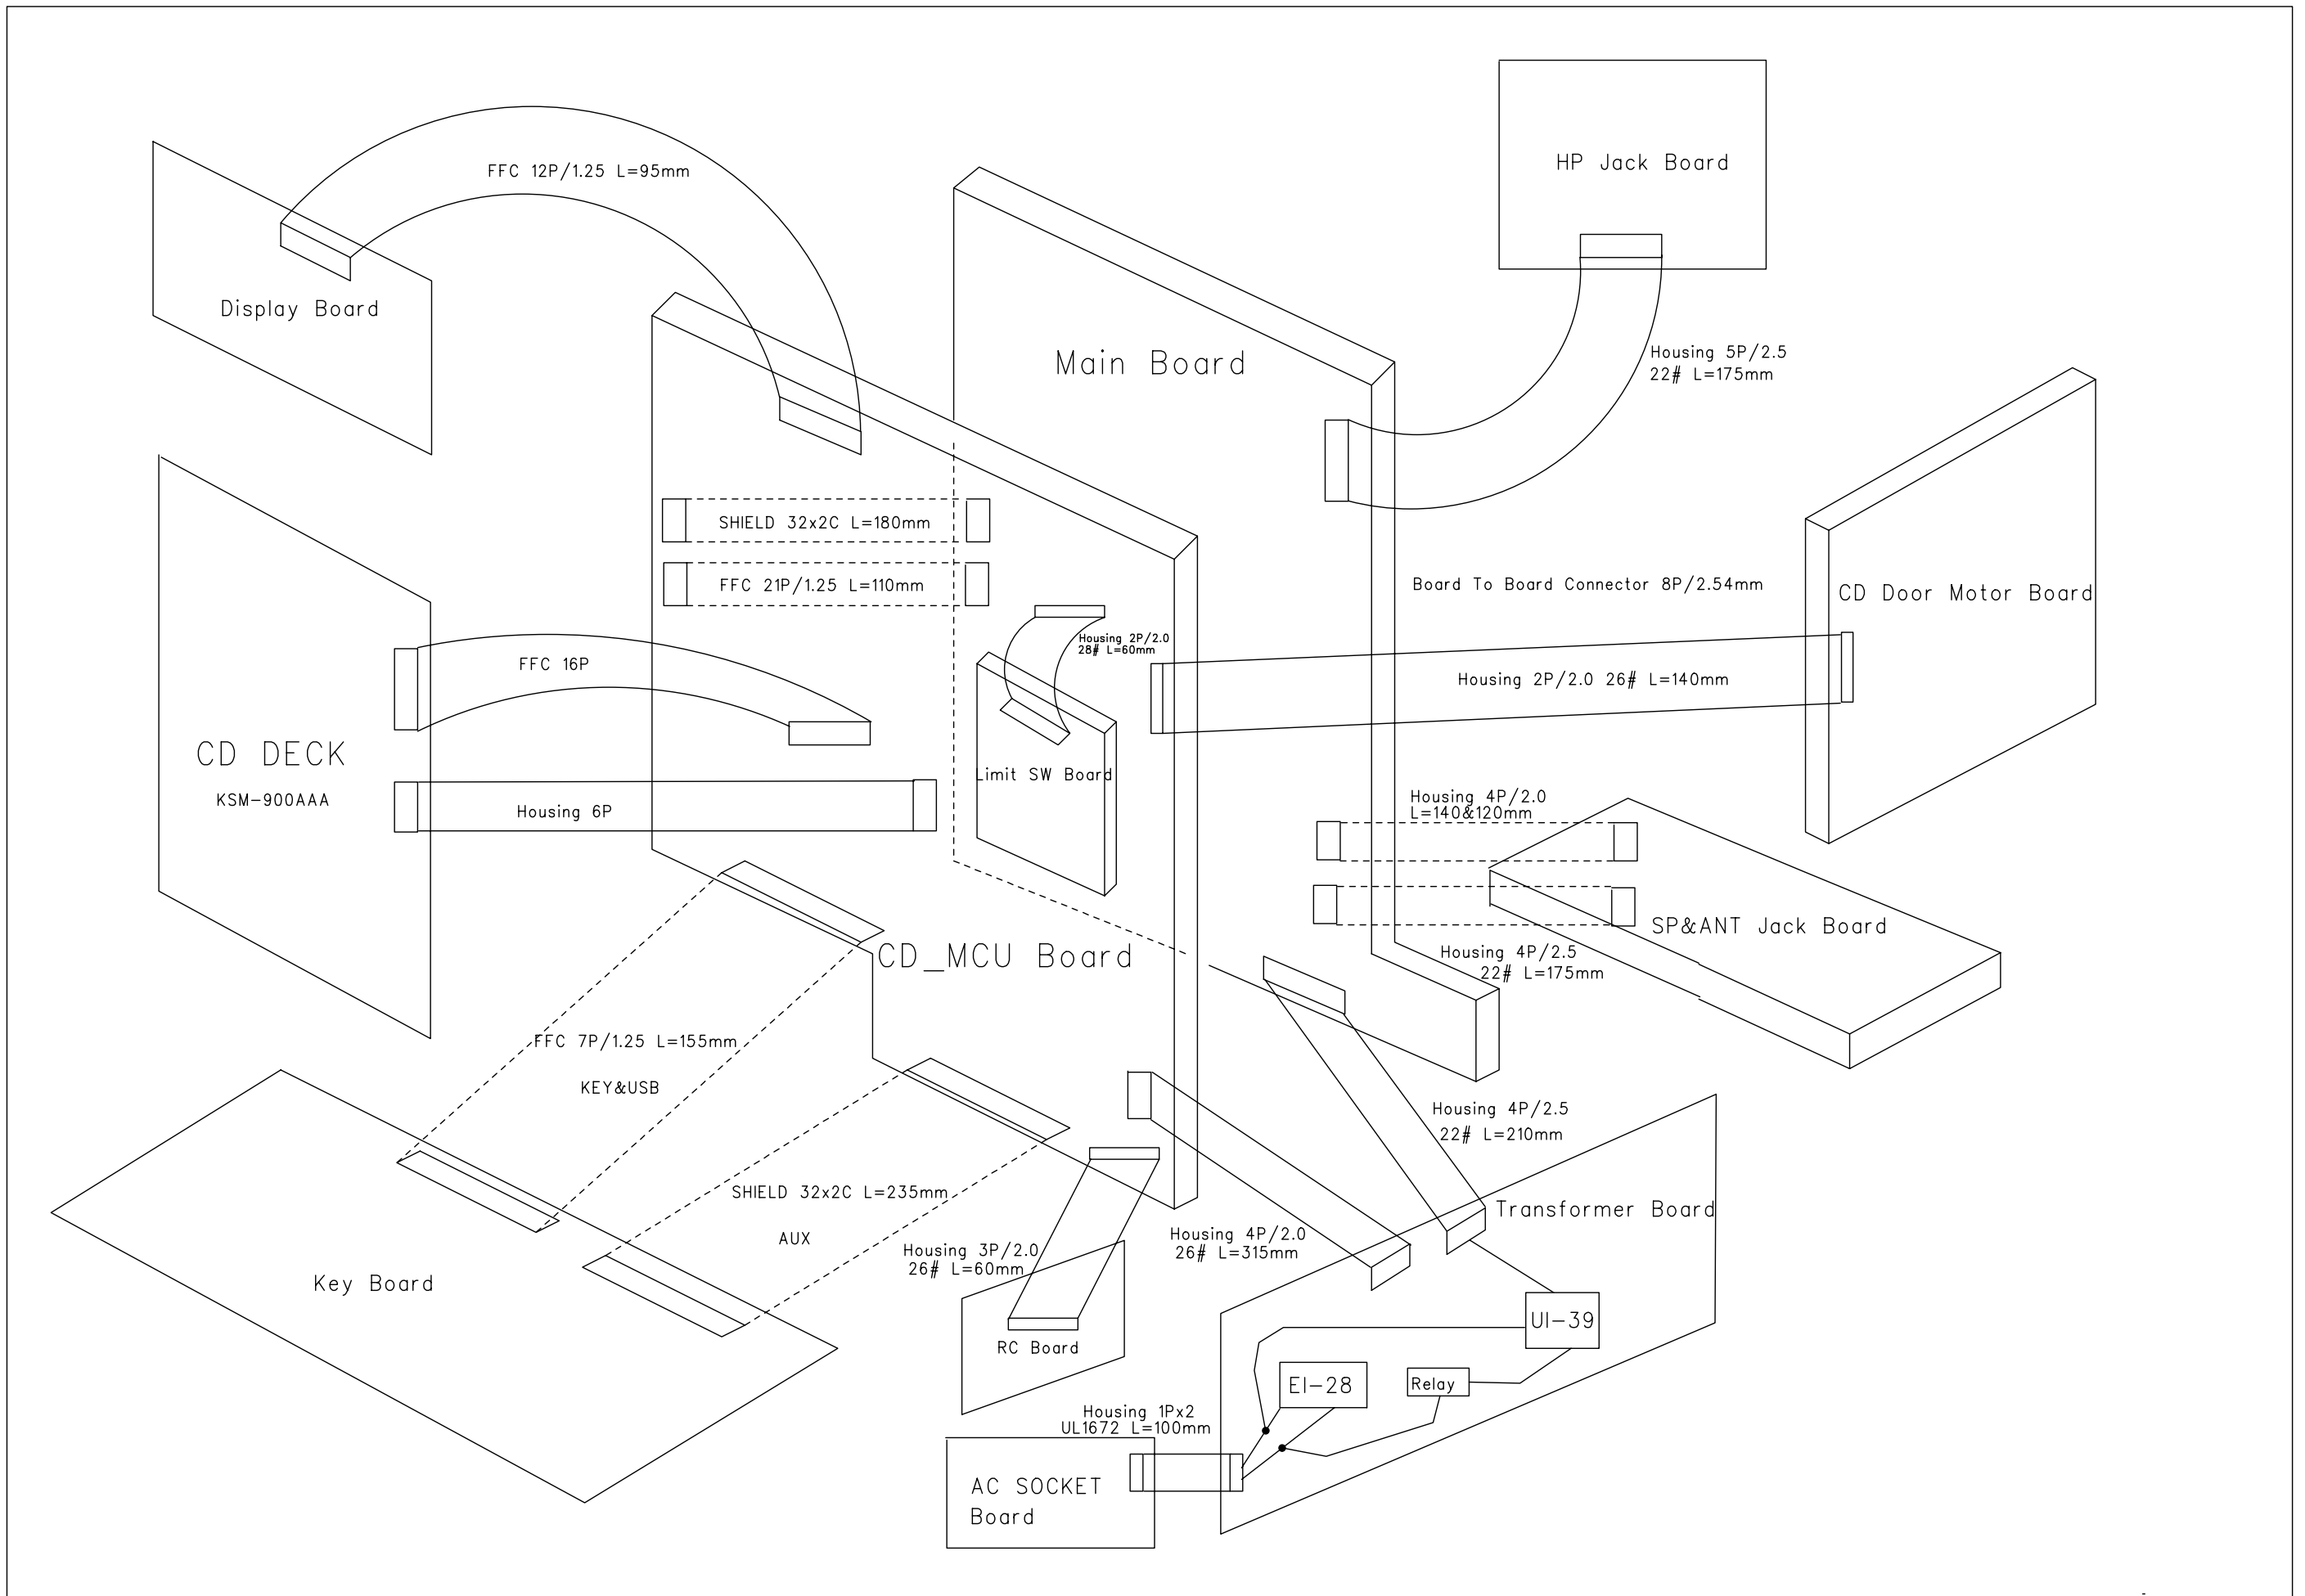 HP Jack Board
FFC 12P/1.25 L=95mm
Display Board
Main Board
Housing 5P/2.5
22# L=175mm
SHIELD 32x2C L=180mm
FFC 21P/1.25 L=110mm
Board To Board Connector 8P/2.54mm
CD Door Motor Board
Housing 2P/2.0
28# L=60mm
FFC 16P
Housing 2P/2.0 26# L=140mm
CD DECK
KSM-900AAA
Limit SW Board
Housing 6P
Housing 4P/2.0
L=140&120mm
SP&ANT Jack Board
CD_MCU Board
Housing 4P/2.5
22# L=175mm
FFC 7P/1.25 L=155mm
KEY&USB
Housing 4P/2.5
22# L=210mm
SHIELD 32x2C L=235mm
AUX
Transformer Board
Housing 3P/2.0
26# L=60mm
Housing 4P/2.0
26# L=315mm
Key Board
RC Board
UI-39
EI-28
Relay
Housing 1Px2
UL1672 L=100mm
AC SOCKET
Board